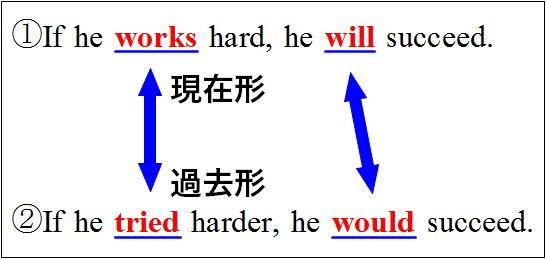 ①If he works hard, he will succeed.
現在形
過去形
②If he tried harder, he would succeed.